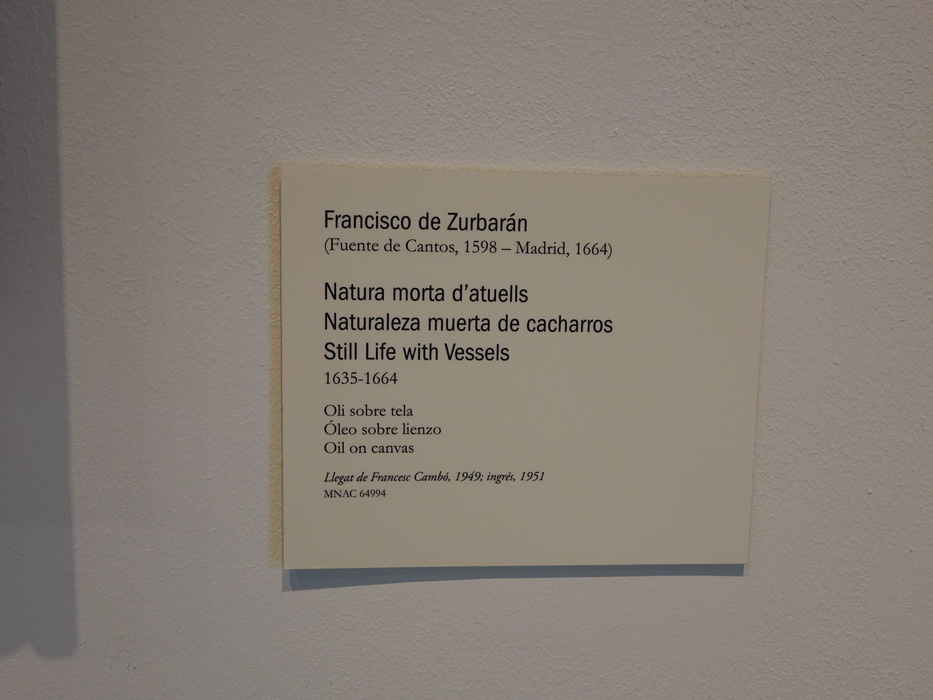 Francisco de Zurbarán
(Fuente de Cantos, 1598 – Madrid, 1664)
Natura morta d’atuells
Naturaleza muerta de cacharros
Still Life with Vessels
1635-1664
Oli sobre tela
Óleo sobre lienzo
Oil on canvas
Llegat de Francesc Cambó, 1949; ingrés, 1951
MNAC 64994